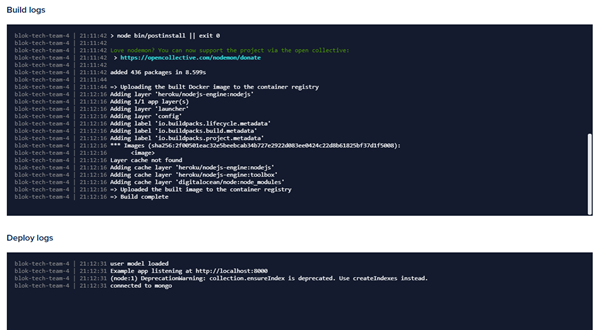 Build logs
blok-tech-team-4 | 21:11:42 > node bin/postinstall || exit 0
blok-tech-team-4 | 21:11:42
blok-tech-team-4 | 21:11:42 Love nodemon? You can now support the project via the open collective:
blok-tech-team-4 | 21:11:42 > https://opencollective.com/nodemon/donate
blok-tech-team-4 | 21:11:42
blok-tech-team-4 | 21:11:42 added 436 packages in 8.599s
blok-tech-team-4 | 21:11:44
blok-tech-team-4 | 21:11:44 => Uploading the built Docker image to the container registry
blok-tech-team-4 | 21:12:16 Adding layer 'heroku/nodejs-engine:nodejs'
blok-tech-team-4 | 21:12:16 Adding 1/1 app layer(s)
blok-tech-team-4 | 21:12:16 Adding layer 'launcher'
blok-tech-team-4 | 21:12:16 Adding layer 'config'
blok-tech-team-4 | 21:12:16 Adding label 'io.buildpacks.lifecycle.metadata'
blok-tech-team-4 | 21:12:16 Adding label 'io.buildpacks.build.metadata'
blok-tech-team-4 | 21:12:16 Adding label 'io.buildpacks.project.metadata'
blok-tech-team-4 | 21:12:16 *** Images (sha256:2f00501eac32e5beebcab34b727e2922d083ee0424c22d8b61825bf37d1f5008):
blok-tech-team-4 | 21:12:16 <image>
blok-tech-team-4 | 21:12:16 Layer cache not found
blok-tech-team-4 | 21:12:16 Adding cache layer 'heroku/nodejs-engine:nodejs'
blok-tech-team-4 | 21:12:16 Adding cache layer 'heroku/nodejs-engine:toolbox'
blok-tech-team-4 | 21:12:16 Adding cache layer 'digitalocean/node:node_modules'
blok-tech-team-4 | 21:12:16 => Uploaded the built image to the container registry
blok-tech-team-4 | 21:12:16 => Build complete
Deploy logs
blok-tech-team-4 | 21:12:31 user model loaded
blok-tech-team-4 | 21:12:31 Example app listening at http://localhost:8000
blok-tech-team-4 | 21:12:31 (node:1) DeprecationWarning: collection.ensureIndex is deprecated. Use createIndexes instead.
blok-tech-team-4 | 21:12:31 connected to mongo